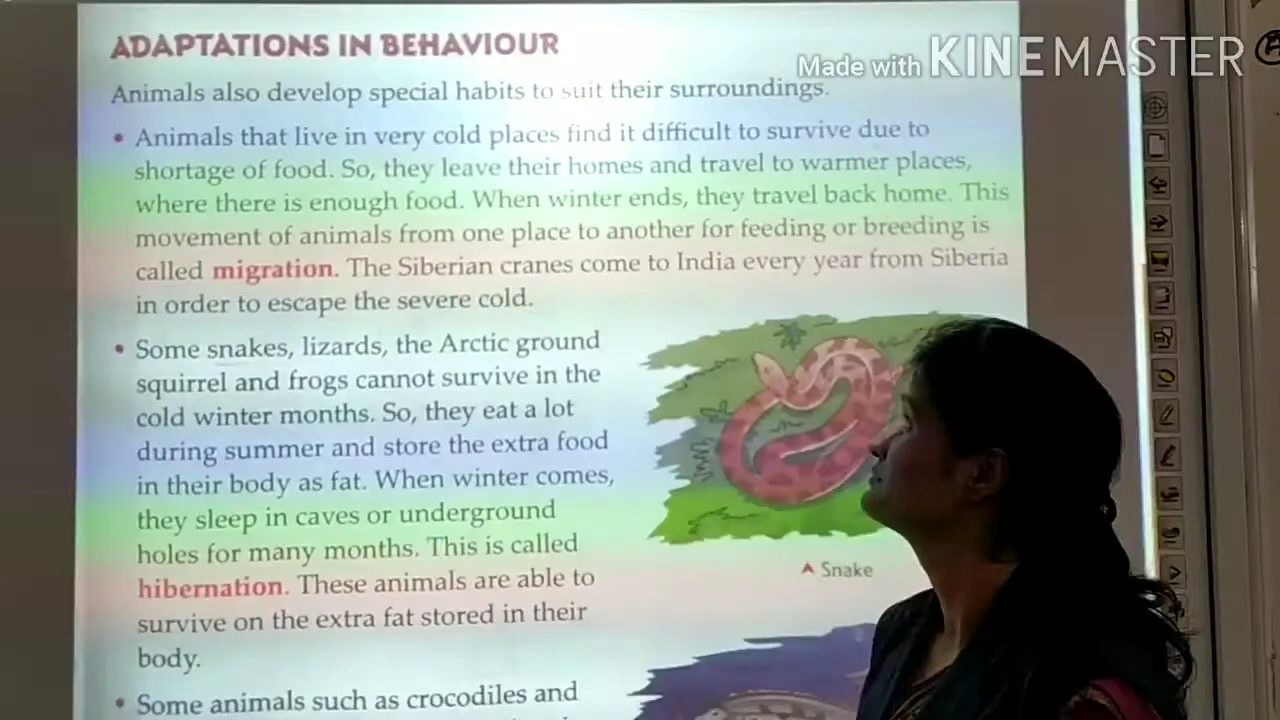 ADAPTATIONS IN BEHAVIOUR
Made with KINEMASTER
Animals also develop special habits to suit their surroundings.
• Animals that live in very cold places find it difficult to survive due to
shortage of food. So, they leave their homes and travel to warmer places,
where there is enough food. When winter ends, they travel back home. This
movement of animals from one place to another for feeding or breeding is
called migration. The Siberian cranes come to India every year from Siberia
in order to escape the severe cold.
• Some snakes, lizards, the Arctic ground
squirrel and frogs cannot survive in the
cold winter months. So, they eat a lot
during summer and store the extra food
in their body as fat. When winter comes,
they sleep in caves or underground
holes for many months. This is called
hibernation. These animals are able to
survive on the extra fat stored in their
body.
Snake
• Some animals such as crocodiles and